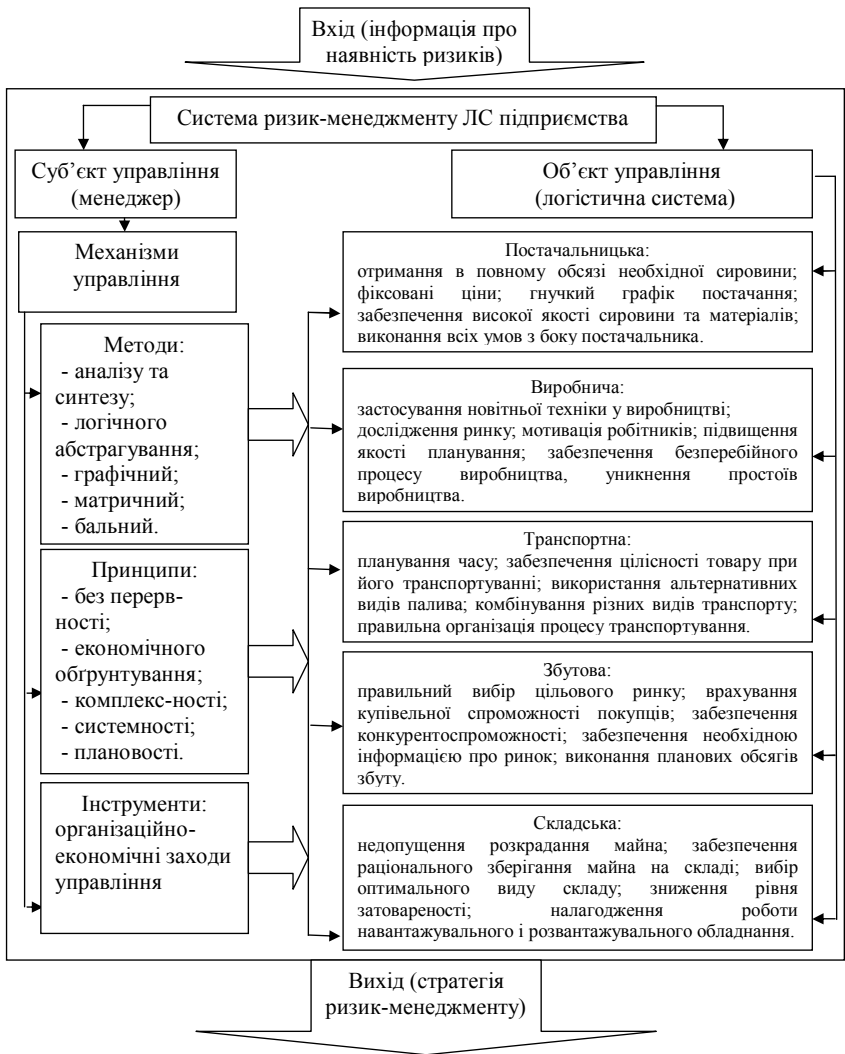 Вхід (інформація про
наявність ризиків)
Система ризик-менеджменту ЛС підприємства
Суб’єкт управління
(менеджер)
Об’єкт управління
(логістична система)
Механізми
управління
Методи:
- аналізу та
синтезу;
- логічного
абстрагування;
- графічний;
- матричний;
- бальний.
Принципи:
- без перерв-
ності;
- економічного
обґрунтування;
- комплекс-ності;
- системності;
- плановості.
Інструменти:
організаційно-
економічні заходи
управління
Постачальницька:
отримання в повному обсязі необхідної сировини;
фіксовані ціни; гнучкий графік постачання;
забезпечення високої якості сировини та матеріалів;
виконання всіх умов з боку постачальника.
Виробнича:
застосування новітньої техніки у виробництві;
дослідження ринку; мотивація робітників; підвищення
якості планування; забезпечення безперебійного
процесу виробництва, уникнення простоїв
виробництва.
Транспортна:
планування часу; забезпечення цілісності товару при
його транспортуванні; використання альтернативних
видів палива; комбінування різних видів транспорту;
правильна організація процесу транспортування.
Збутова:
правильний вибір цільового ринку; врахування
купівельної спроможності покупців; забезпечення
конкурентоспроможності; забезпечення необхідною
інформацією про ринок; виконання планових обсягів
збуту.
Складська:
недопущення розкрадання майна; забезпечення
раціонального зберігання майна на складі; вибір
оптимального виду складу; зниження рівня
затовареності; налагодження роботи
навантажувального і розвантажувального обладнання.
Вихід (стратегія
ризик-менеджменту)